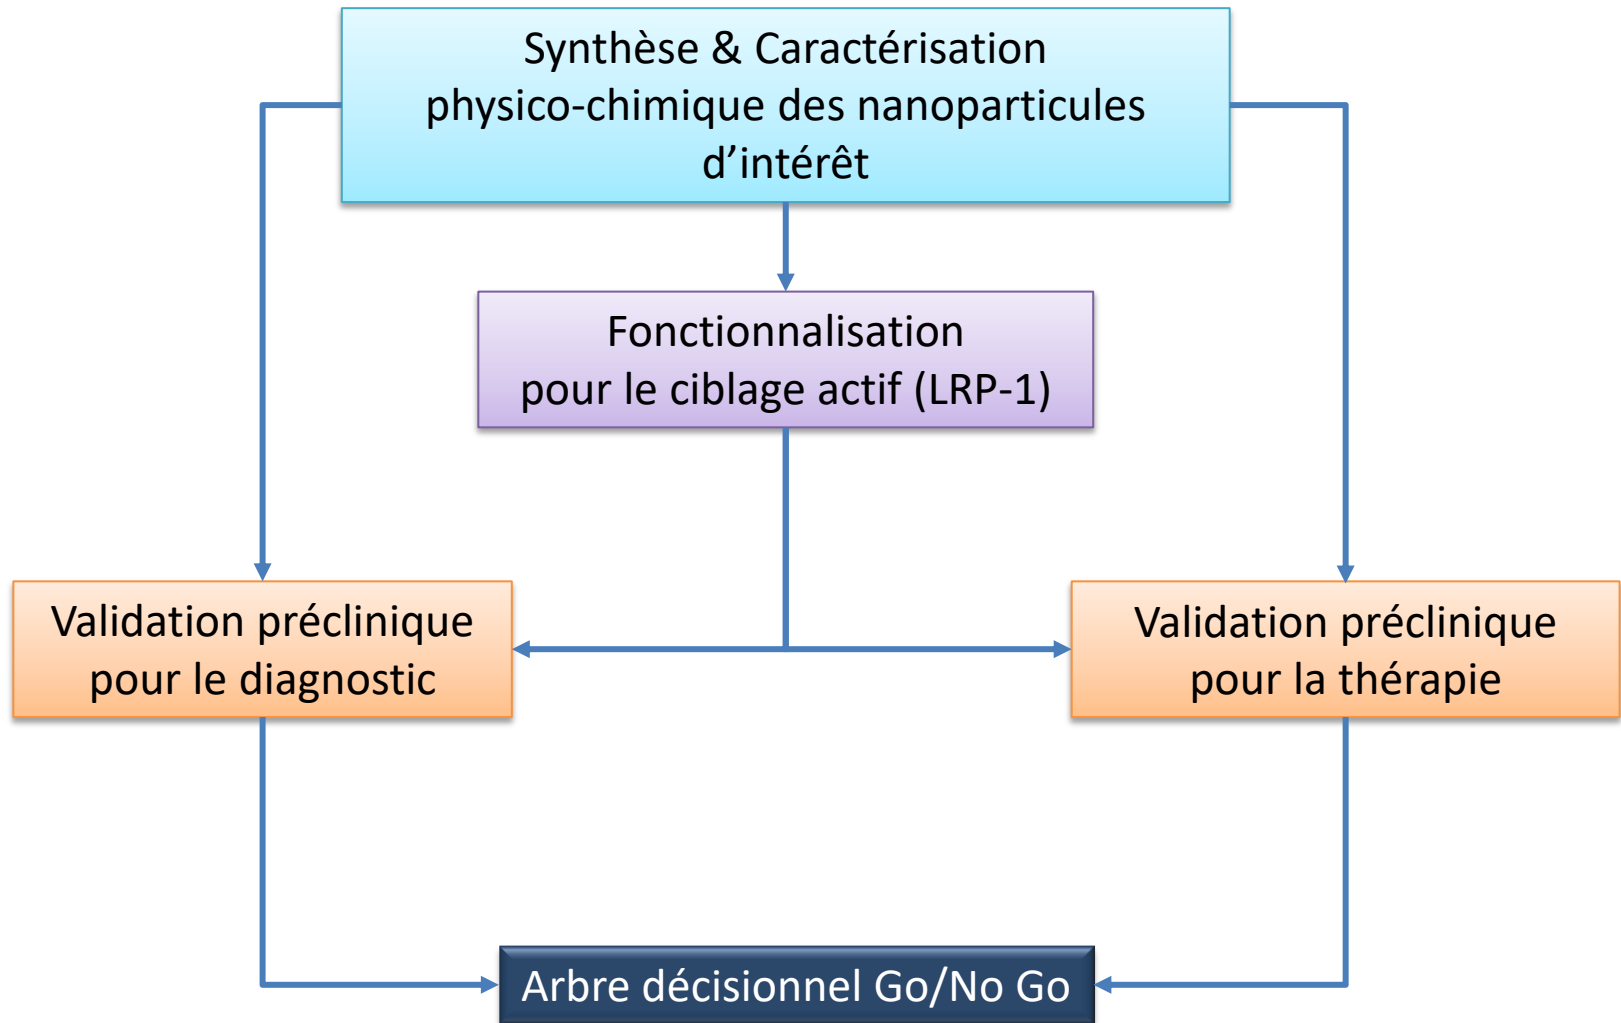 Synthèse & Caractérisation
physico-chimique des nanoparticules
d’intérêt
Fonctionnalisation
pour le ciblage actif (LRP-1)
Validation préclinique
pour le diagnostic
Validation préclinique
pour la thérapie
Arbre décisionnel Go/No Go